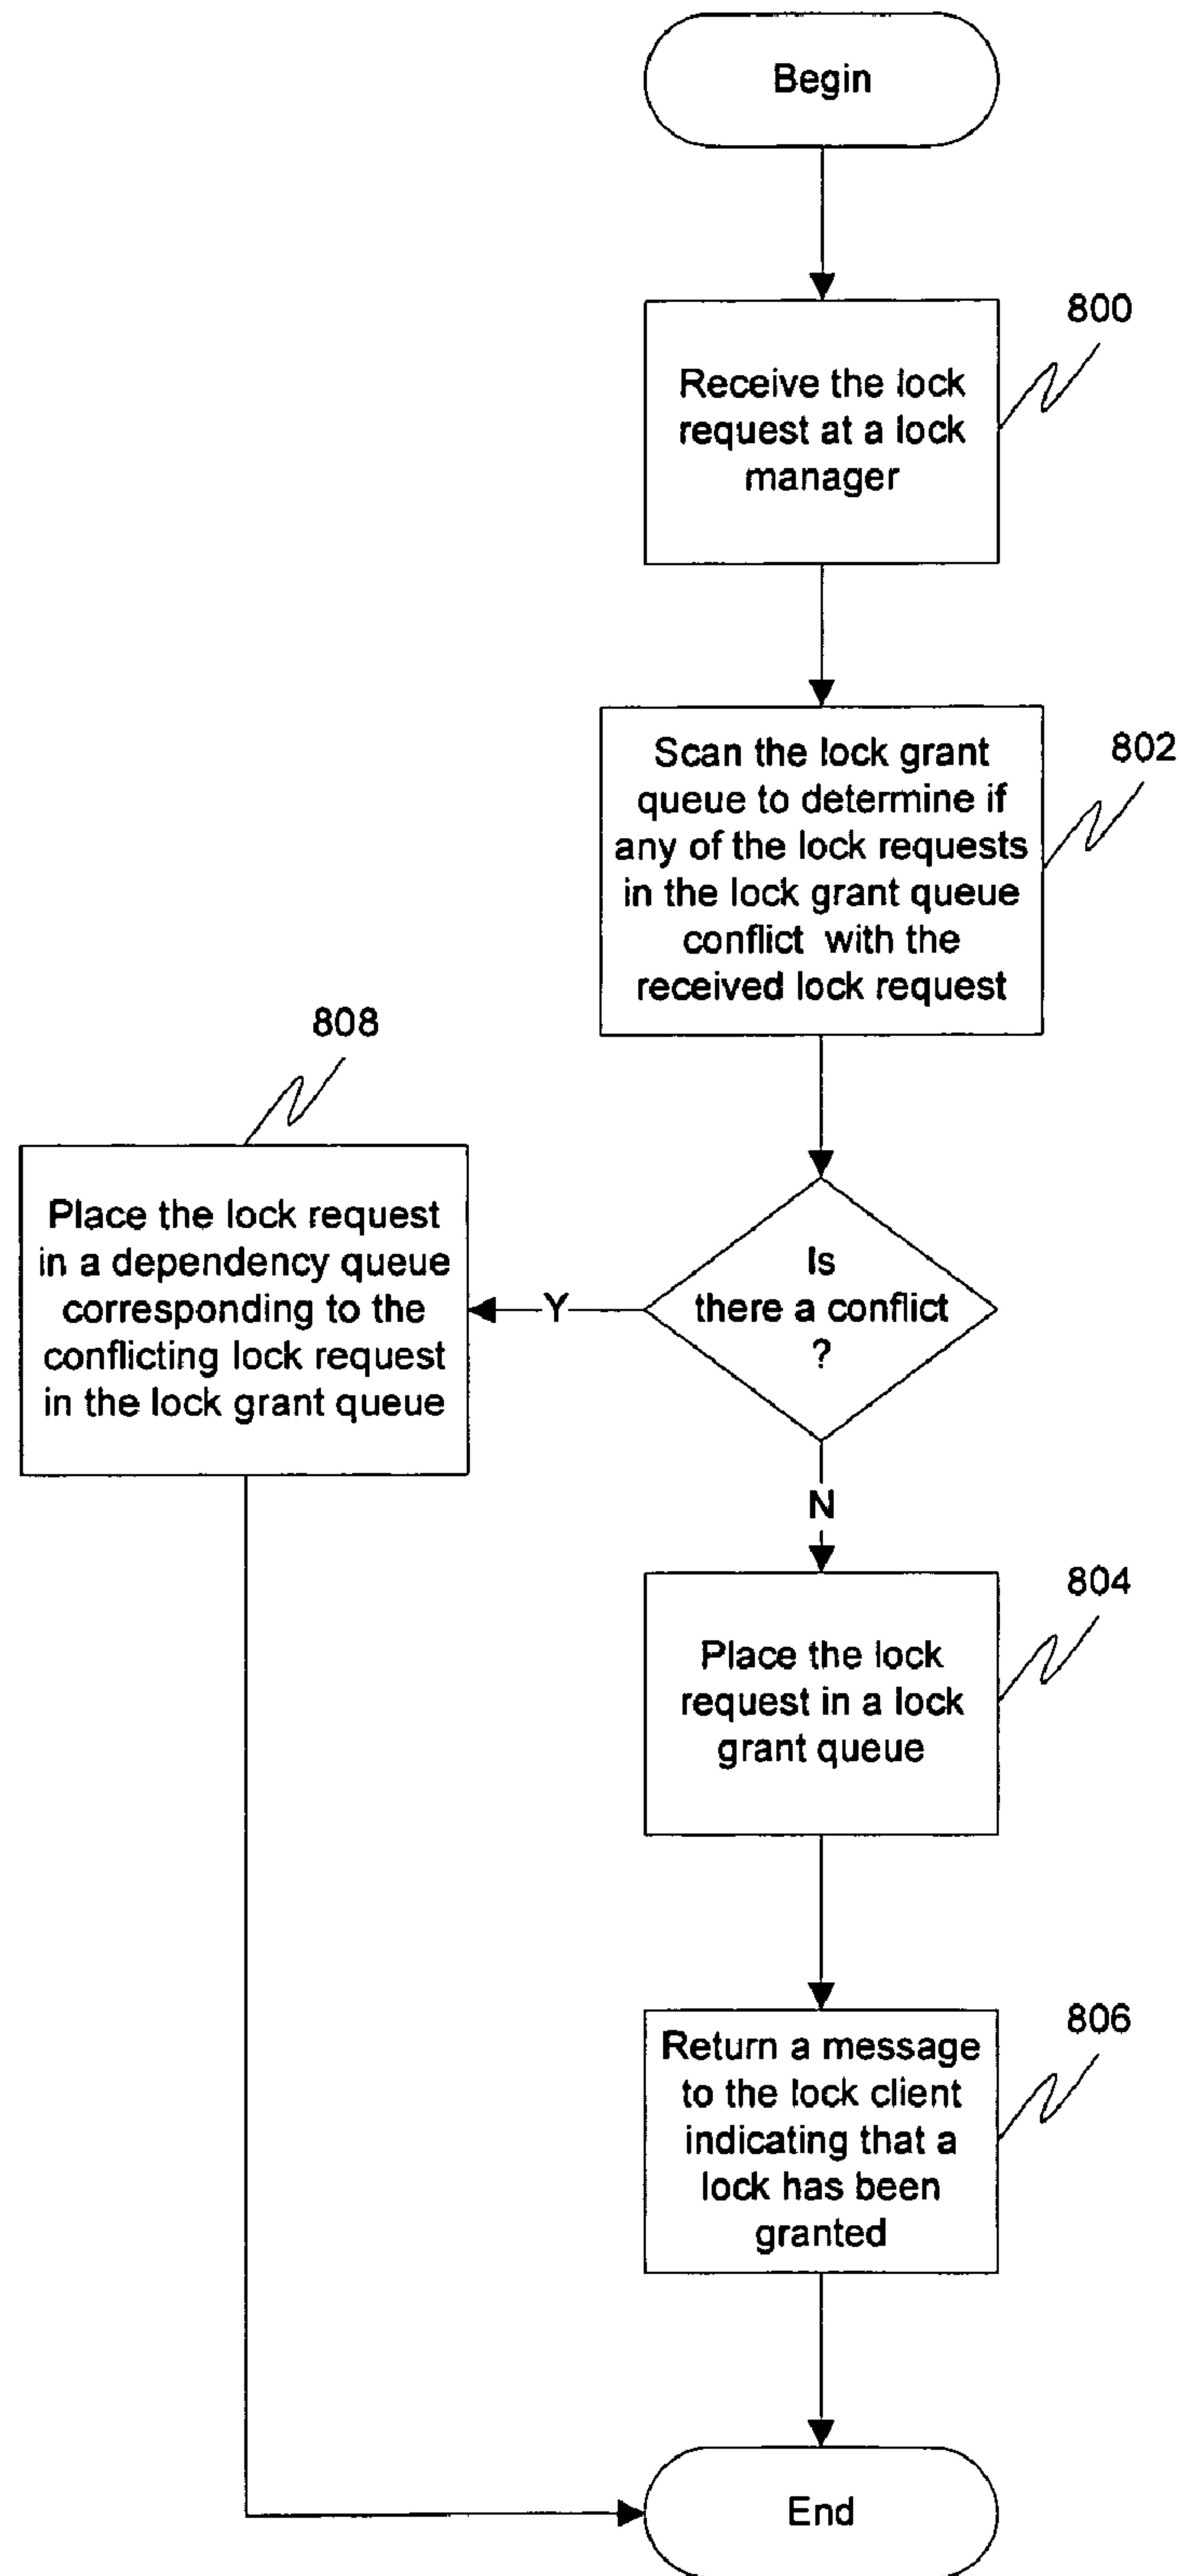 Begin
800
Receive the lock
request at a lock
manager
802
Scan the lock grant
queue to determine if
any of the lock requests
in the lock grant queue
conflict with the
received lock request
808
Place the lock request
in a dependency queue
corresponding to the
conflicting lock request
in the lock grant queue
Y
Is
there a conflict
?
N
804
Place the lock
request in a lock
grant queue
806
Return a message
to the lock client
indicating that a
lock has been
granted
End